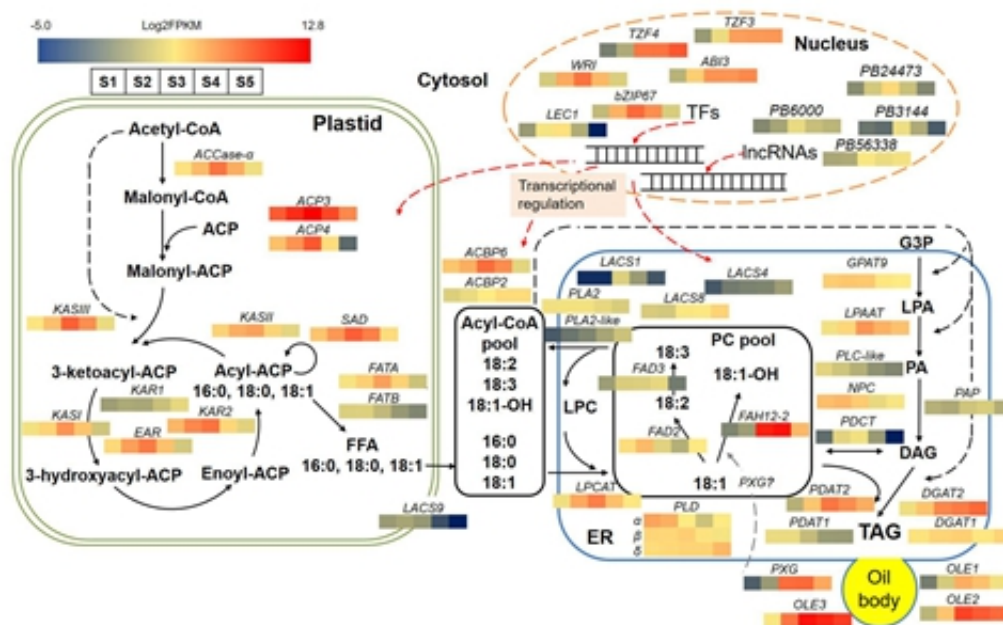 -5.0 Log2FPKM 12.8
S1 S2 S3 S4 S5
Cytosol
Nucleus
TZF3
TZF4
WRI
ABI3
PB24473
bZIP67
TFs
LEC1
PB6000
PB3144
lncRNAs
PB56338
Transcriptional
regulation
Plastid
Acetyl-CoA
ACCase-α
Malonyl-CoA
ACP3
ACP
ACP4
Malonyl-ACP
KASIII
KASII
SAD
3-ketoacyl-ACP
Acyl-ACP
16:0, 18:0, 18:1
KAR1
FATA
FATB
KASI
KAR2
EAR
FFA
16:0, 18:0, 18:1
3-hydroxyacyl-ACP
Enoyl-ACP
LACS9
ACBP6
ACBP2
Acyl-CoA
pool
18:2
18:3
18:1-OH
16:0
18:0
18:1
LACS1
LACS4
PLA2
LACS8
PLA2-like
LPC
LPCAT
PC pool
18:3
18:1-OH
FAD3
18:2
FAH12-2
FAD2
18:1
PXG?
PLD
α
β
δ
ER
G3P
GPAT9
LPA
LPAAT
PLC-like
PA
NPC
PAP
PDCT
DAG
PDAT2
DGAT2
PDAT1
TAG
DGAT1
PXG
Oil
body
OLE1
OLE2
OLE3